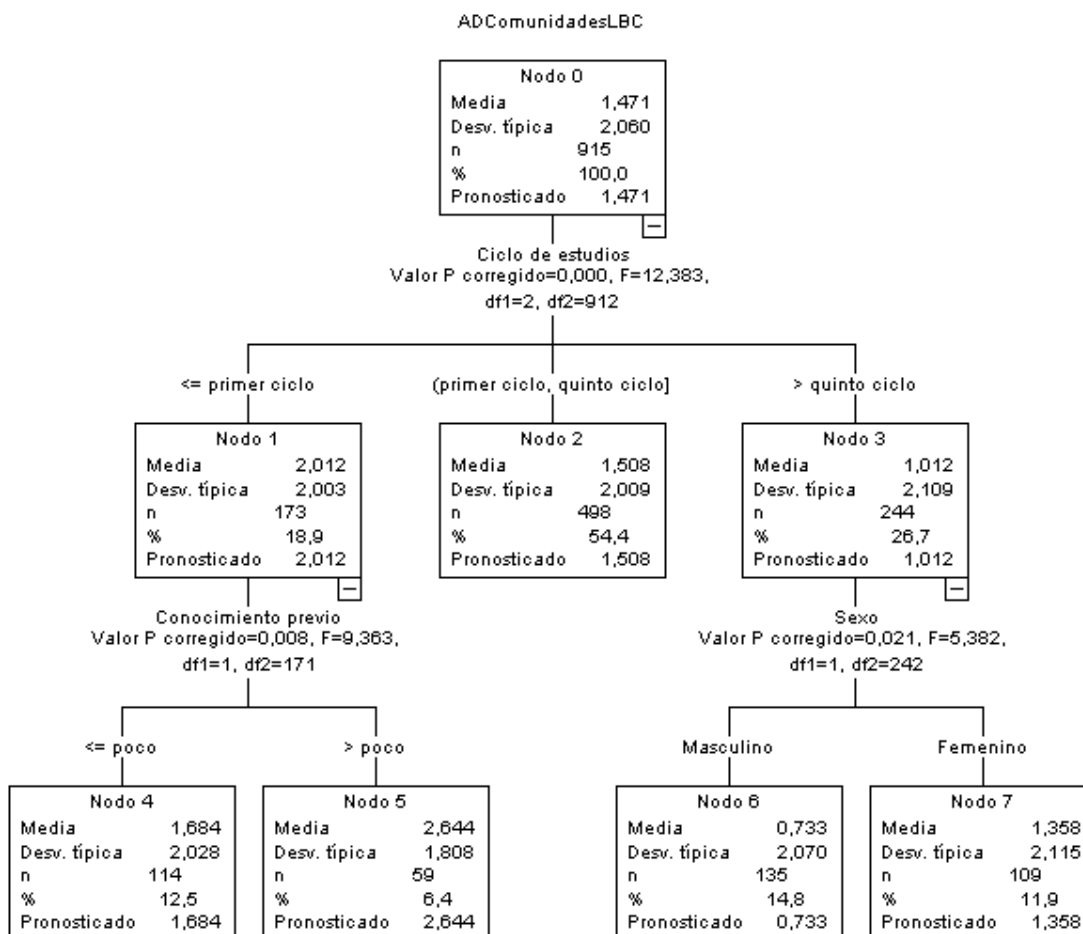 ADComunidadesLBC
Nodo 0
Media 1,471
Desv. típica 2,060
n 915
% 100,0
Pronosticado 1,471
Ciclo de estudios
Valor P corregido=0,000, F=12,383,
df1=2, df2=912
<= primer ciclo
(primer ciclo, quinto ciclo]
> quinto ciclo
Nodo 1
Media 2,012
Desv. típica 2,003
n 173
% 18,9
Pronosticado 2,012
Nodo 2
Media 1,508
Desv. típica 2,009
n 498
% 54,4
Pronosticado 1,508
Nodo 3
Media 1,012
Desv. típica 2,109
n 244
% 26,7
Pronosticado 1,012
Conocimiento previo
Valor P corregido=0,008, F=9,363,
df1=1, df2=171
Sexo
Valor P corregido=0,021, F=5,382,
df1=1, df2=242
<= poco
> poco
Masculino
Femenino
Nodo 4
Media 1,684
Desv. típica 2,028
n 114
% 12,5
Pronosticado 1,684
Nodo 5
Media 2,644
Desv. típica 1,808
n 59
% 6,4
Pronosticado 2,644
Nodo 6
Media 0,733
Desv. típica 2,070
n 135
% 14,8
Pronosticado 0,733
Nodo 7
Media 1,358
Desv. típica 2,115
n 109
% 11,9
Pronosticado 1,358